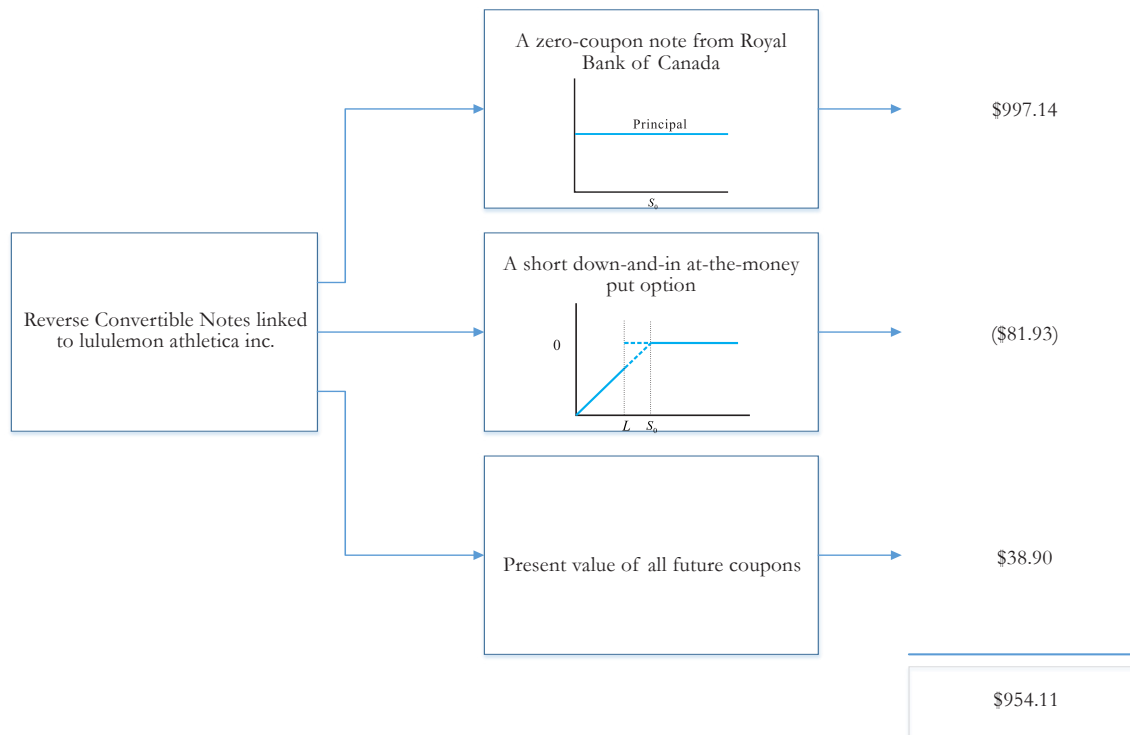 A zero-coupon note from Royal
Bank of Canada
Principal
S₀
$997.14
Reverse Convertible Notes linked
to lululemon athletica inc.
A short down-and-in at-the-money
put option
0
L S₀
($81.93)
Present value of all future coupons
$38.90
$954.11